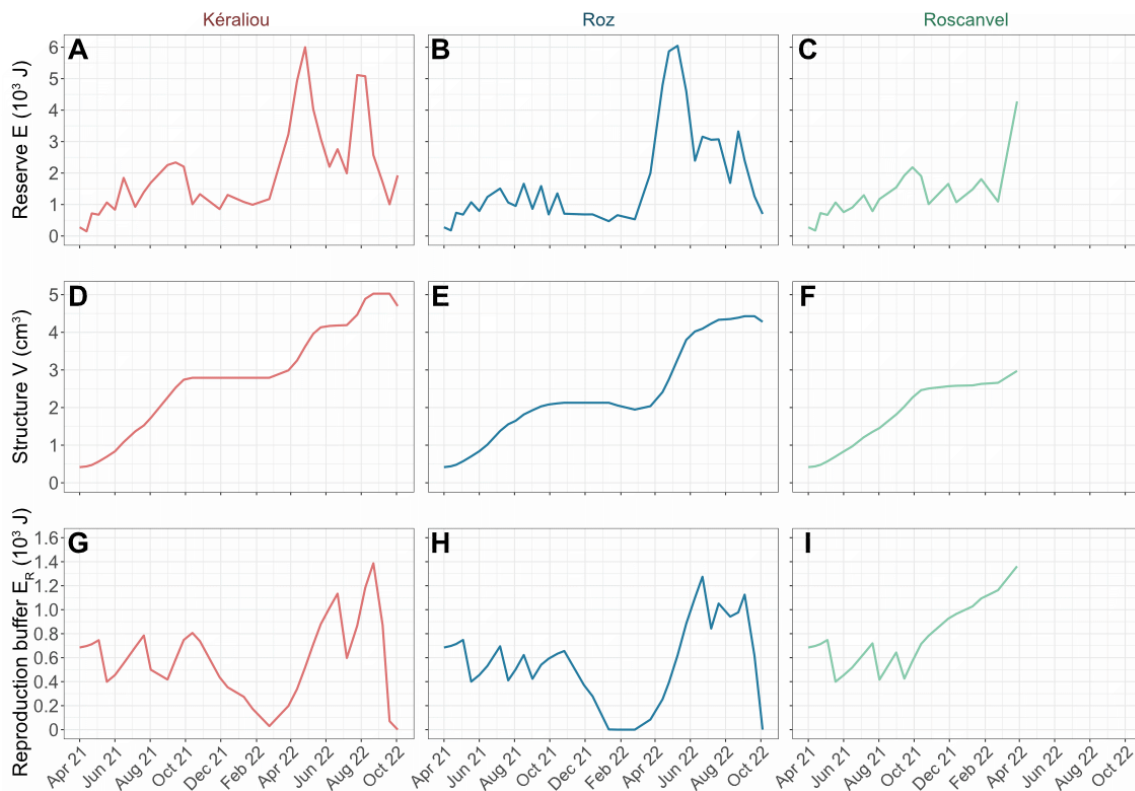 Kéraliou Roz Roscanvel
A B C
Reserve E (10³ J)
6
5
4
3
2
1
0
D E F
Structure V (cm³)
5
4
3
2
1
0
G H I
Reproduction buffer E_R (10³ J)
1.6
1.4
1.2
1.0
0.8
0.6
0.4
0.2
0
Apr 21 Jun 21 Aug 21 Oct 21 Dec 21 Feb 22 Apr 22 Jun 22 Aug 22 Oct 22 Apr 21 Jun 21 Aug 21 Oct 21 Dec 21 Feb 22 Apr 22 Jun 22 Aug 22 Oct 22 Apr 21 Jun 21 Aug 21 Oct 21 Dec 21 Feb 22 Apr 22 Jun 22 Aug 22 Oct 22